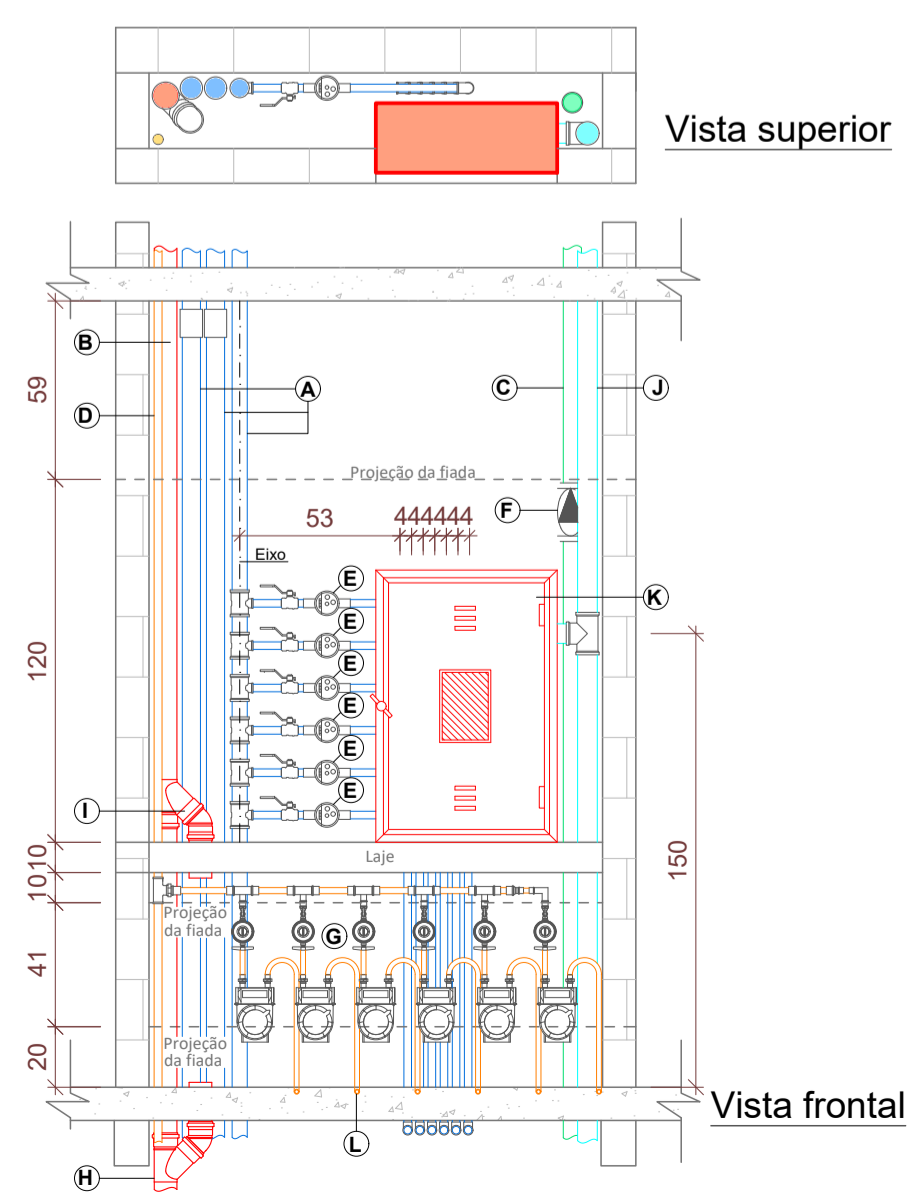 Vista superior
B
A
C
J
D
59
Projeção da fiada
F
53
444444
Eixo
E
K
E
E
120
E
E
E
I
150
10
Laje
10
Projeção
da fiada
G
41
Projeção
da fiada
20
Vista frontal
L
H